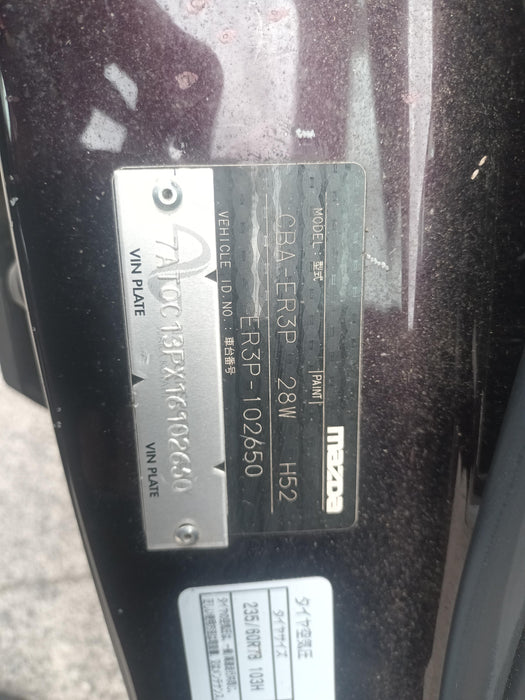 mazda
MODEL : 型式 |PAINT|
CBA-ER3P 28W H52
VEHICLE ID.NO. : 車台番号
ER3P-102650
7AT0C13PX16102650
VIN PLATE VIN PLATE
タイヤ空気圧
タイヤサイズ
235/60R18 103H